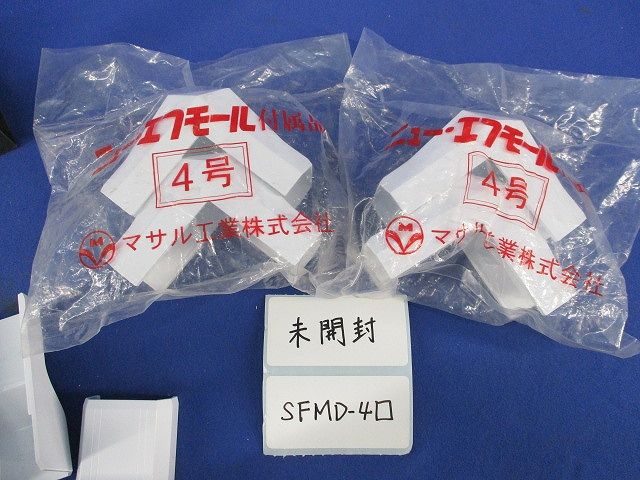 ニュー・エフモール付属品
4号
マサル工業株式会社
ニュー・エフモール
4号
マサル工業株式会社
未開封
SFMD-4□